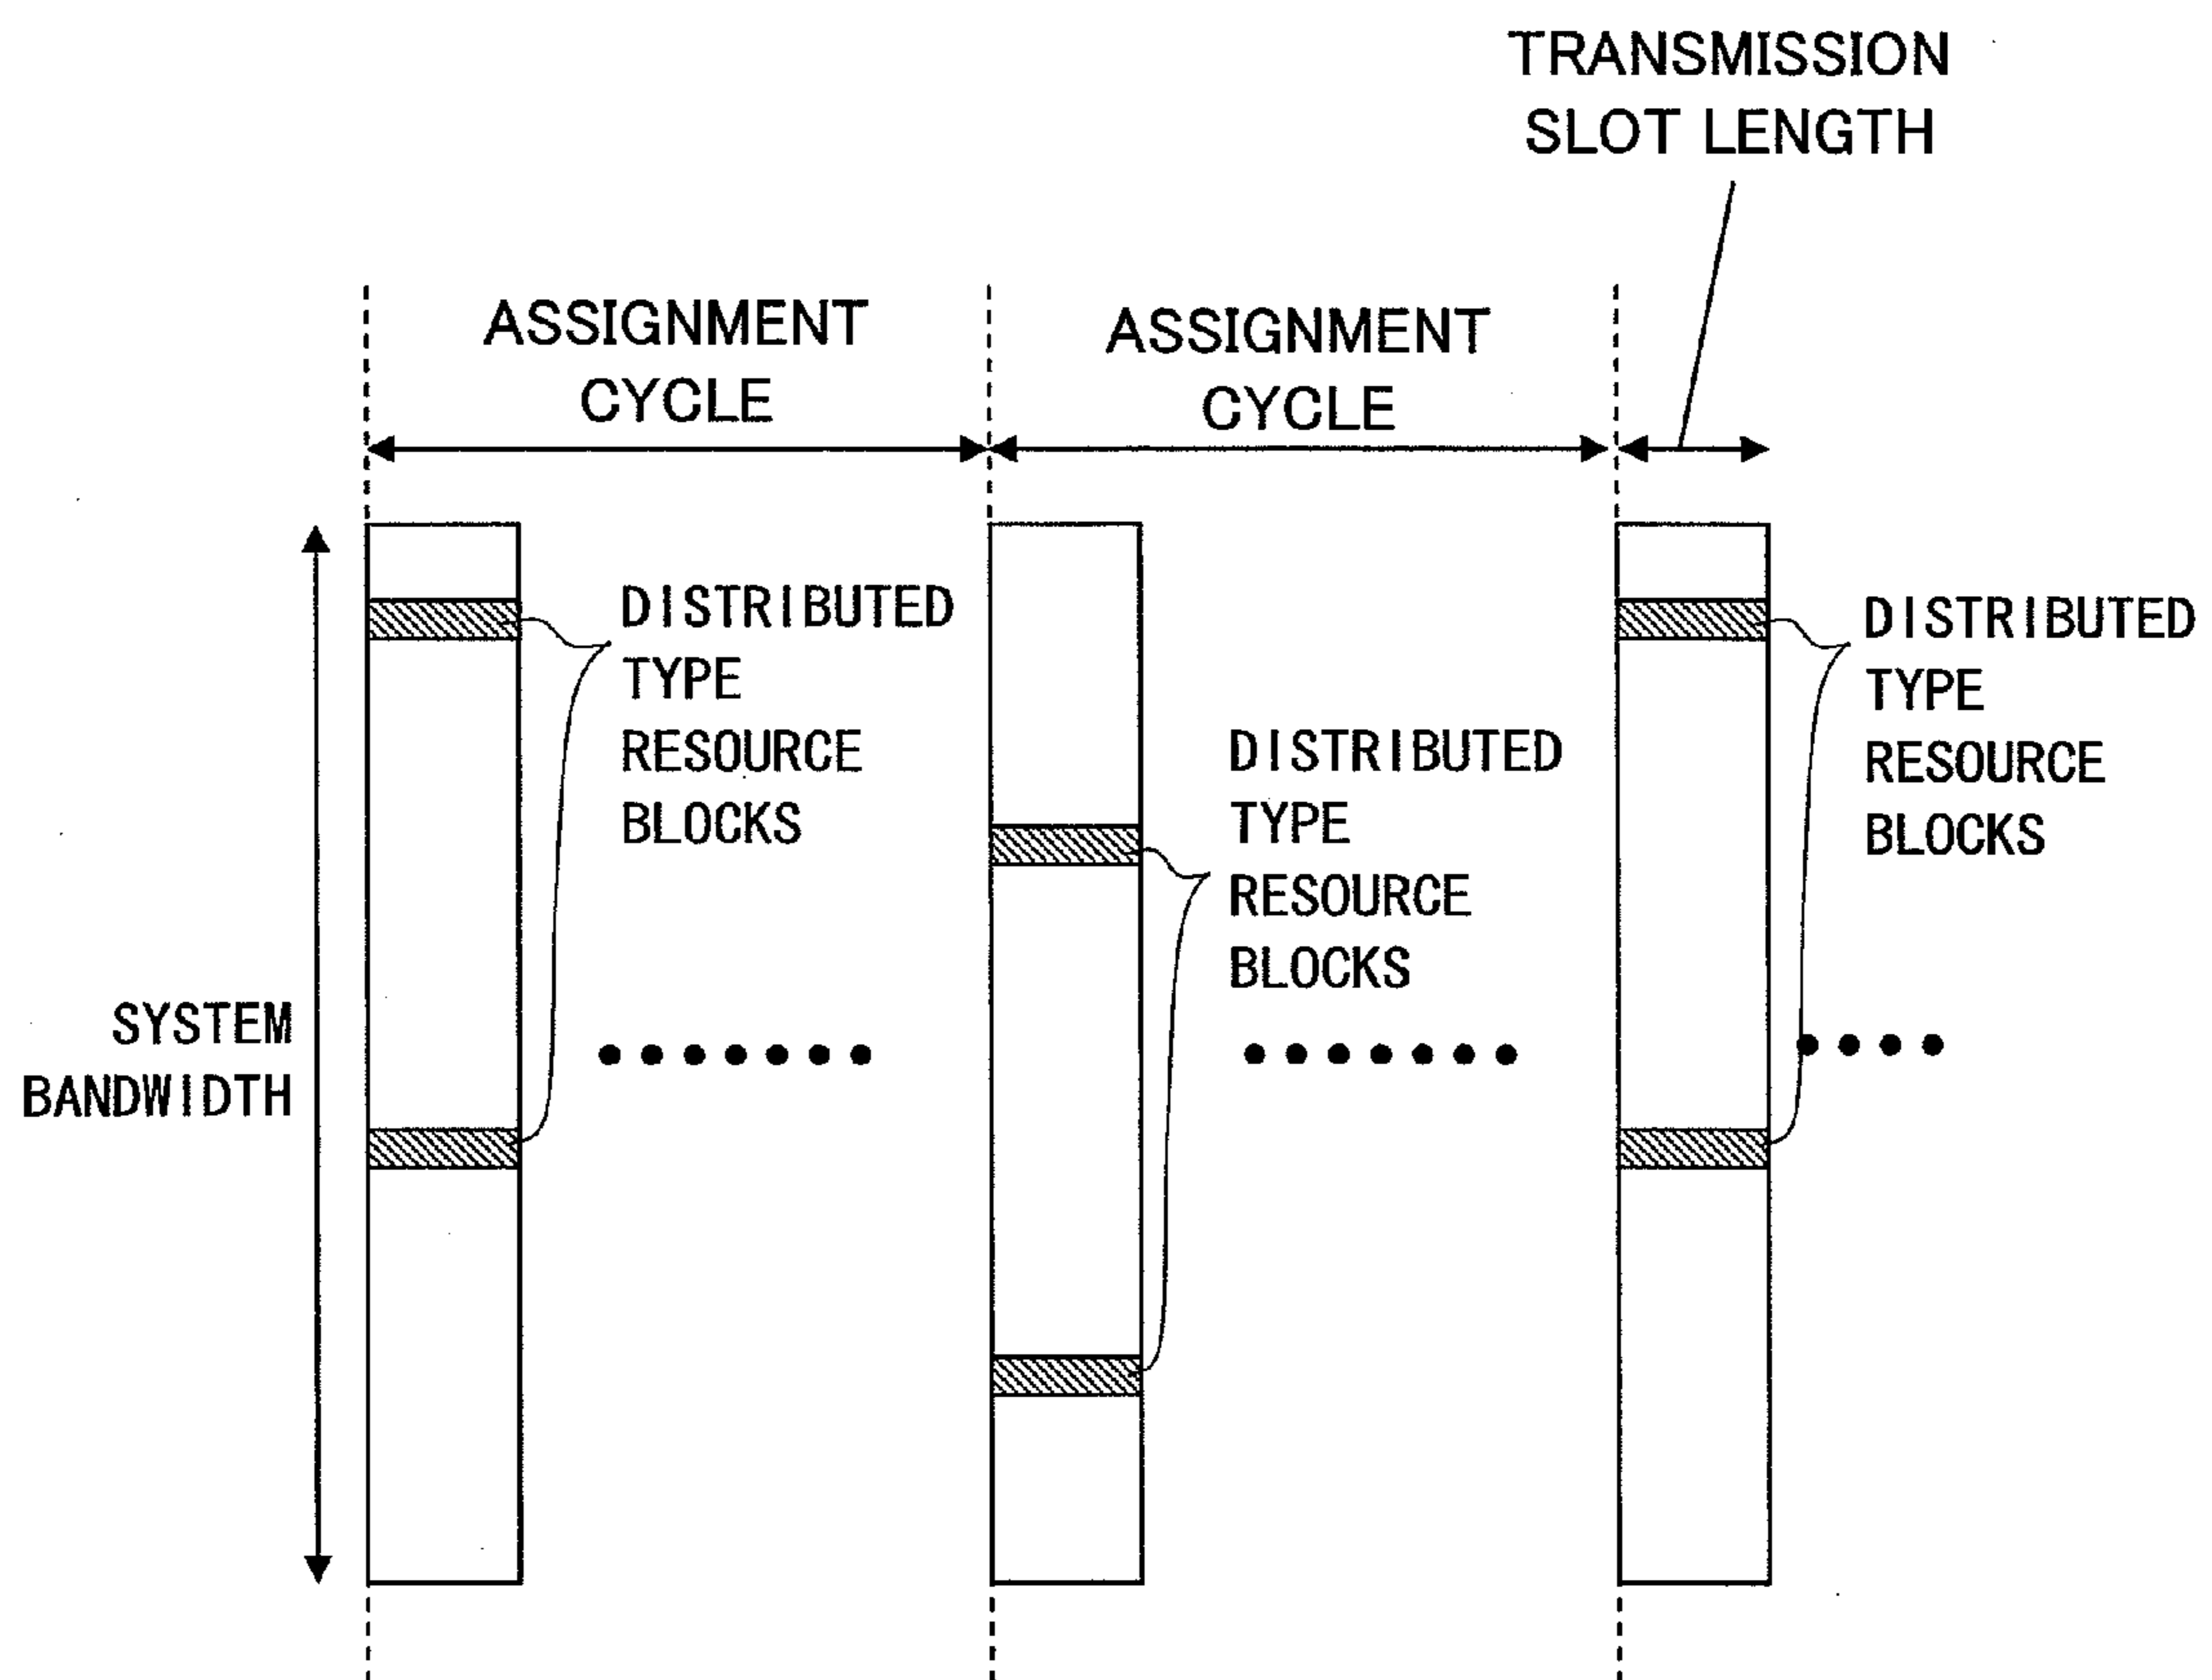 TRANSMISSION
SLOT LENGTH
ASSIGNMENT
CYCLE
ASSIGNMENT
CYCLE
DISTRIBUTED
TYPE
RESOURCE
BLOCKS
DISTRIBUTED
TYPE
RESOURCE
BLOCKS
DISTRIBUTED
TYPE
RESOURCE
BLOCKS
SYSTEM
BANDWIDTH